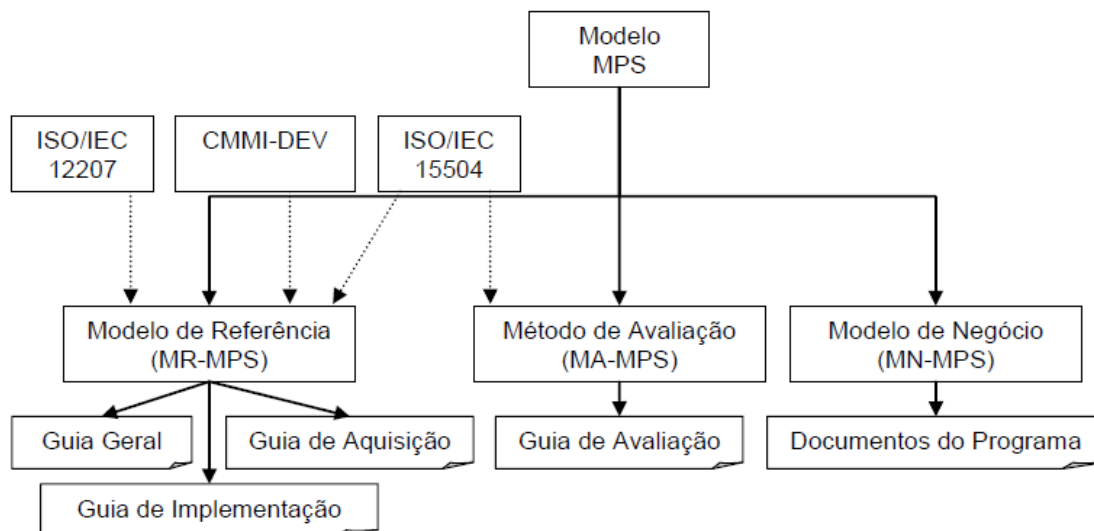 Modelo
MPS
ISO/IEC
12207
CMMI-DEV
ISO/IEC
15504
Modelo de Referência
(MR-MPS)
Método de Avaliação
(MA-MPS)
Modelo de Negócio
(MN-MPS)
Guia Geral
Guia de Aquisição
Guia de Avaliação
Documentos do Programa
Guia de Implementação